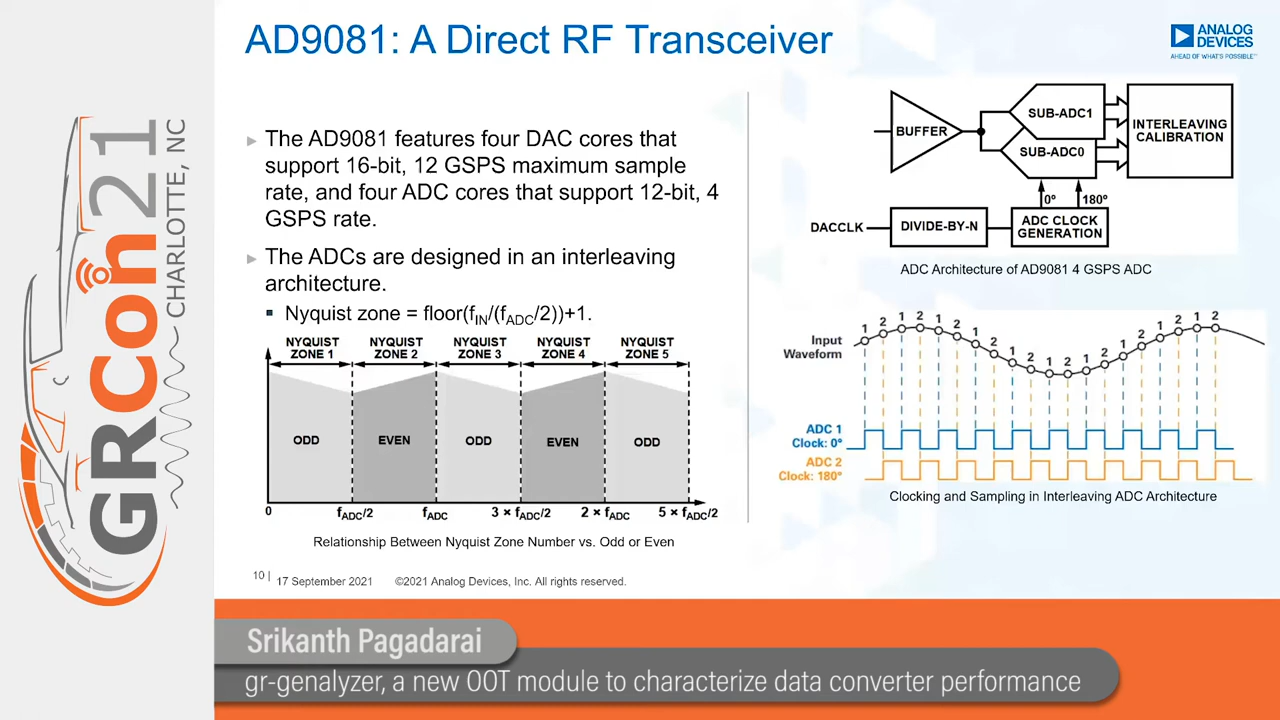 AD9081: A Direct RF Transceiver
ANALOG
DEVICES
AHEAD OF WHAT'S POSSIBLE™
GRCon21
CHARLOTTE, NC
The AD9081 features four DAC cores that
support 16-bit, 12 GSPS maximum sample
rate, and four ADC cores that support 12-bit, 4
GSPS rate.
The ADCs are designed in an interleaving
architecture.
Nyquist zone = floor(fIN/(fADC/2))+1.
NYQUIST ZONE 1
NYQUIST ZONE 2
NYQUIST ZONE 3
NYQUIST ZONE 4
NYQUIST ZONE 5
ODD EVEN ODD EVEN ODD
0 fADC/2 fADC 3 × fADC/2 2 × fADC 5 × fADC/2
Relationship Between Nyquist Zone Number vs. Odd or Even
BUFFER
SUB-ADC1
SUB-ADC0
INTERLEAVING
CALIBRATION
0º 180º
DACCLK
DIVIDE-BY-N
ADC CLOCK
GENERATION
ADC Architecture of AD9081 4 GSPS ADC
Input
Waveform
1 2 1 2 1 2 1 2 1 2 1 2 1 2 1 2 1 2 1 2
ADC 1
Clock: 0°
ADC 2
Clock: 180°
Clocking and Sampling in Interleaving ADC Architecture
10 | 17 September 2021 ©2021 Analog Devices, Inc. All rights reserved.
Srikanth Pagadarai
gr-genalyzer, a new OOT module to characterize data converter performance